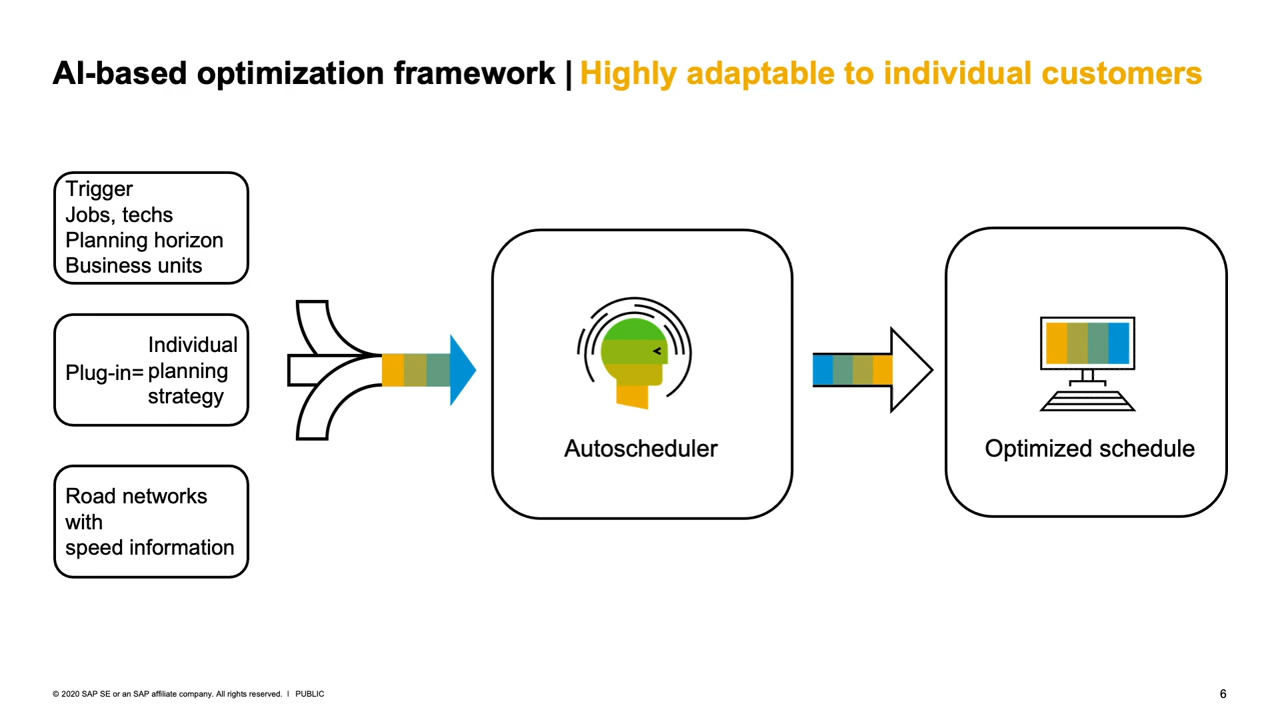 AI-based optimization framework | Highly adaptable to individual customers
Trigger
Jobs, techs
Planning horizon
Business units
Individual
Plug-in= planning
strategy
Road networks
with
speed information
Autoscheduler
Optimized schedule
© 2020 SAP SE or an SAP affiliate company. All rights reserved. | PUBLIC
6